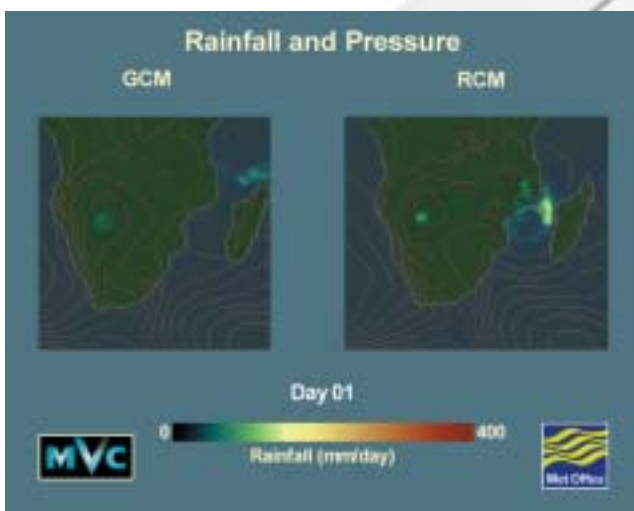 Rainfall and Pressure
GCM RCM
Day 01
0 400
Rainfall (mm/day)
MVC
Met Office